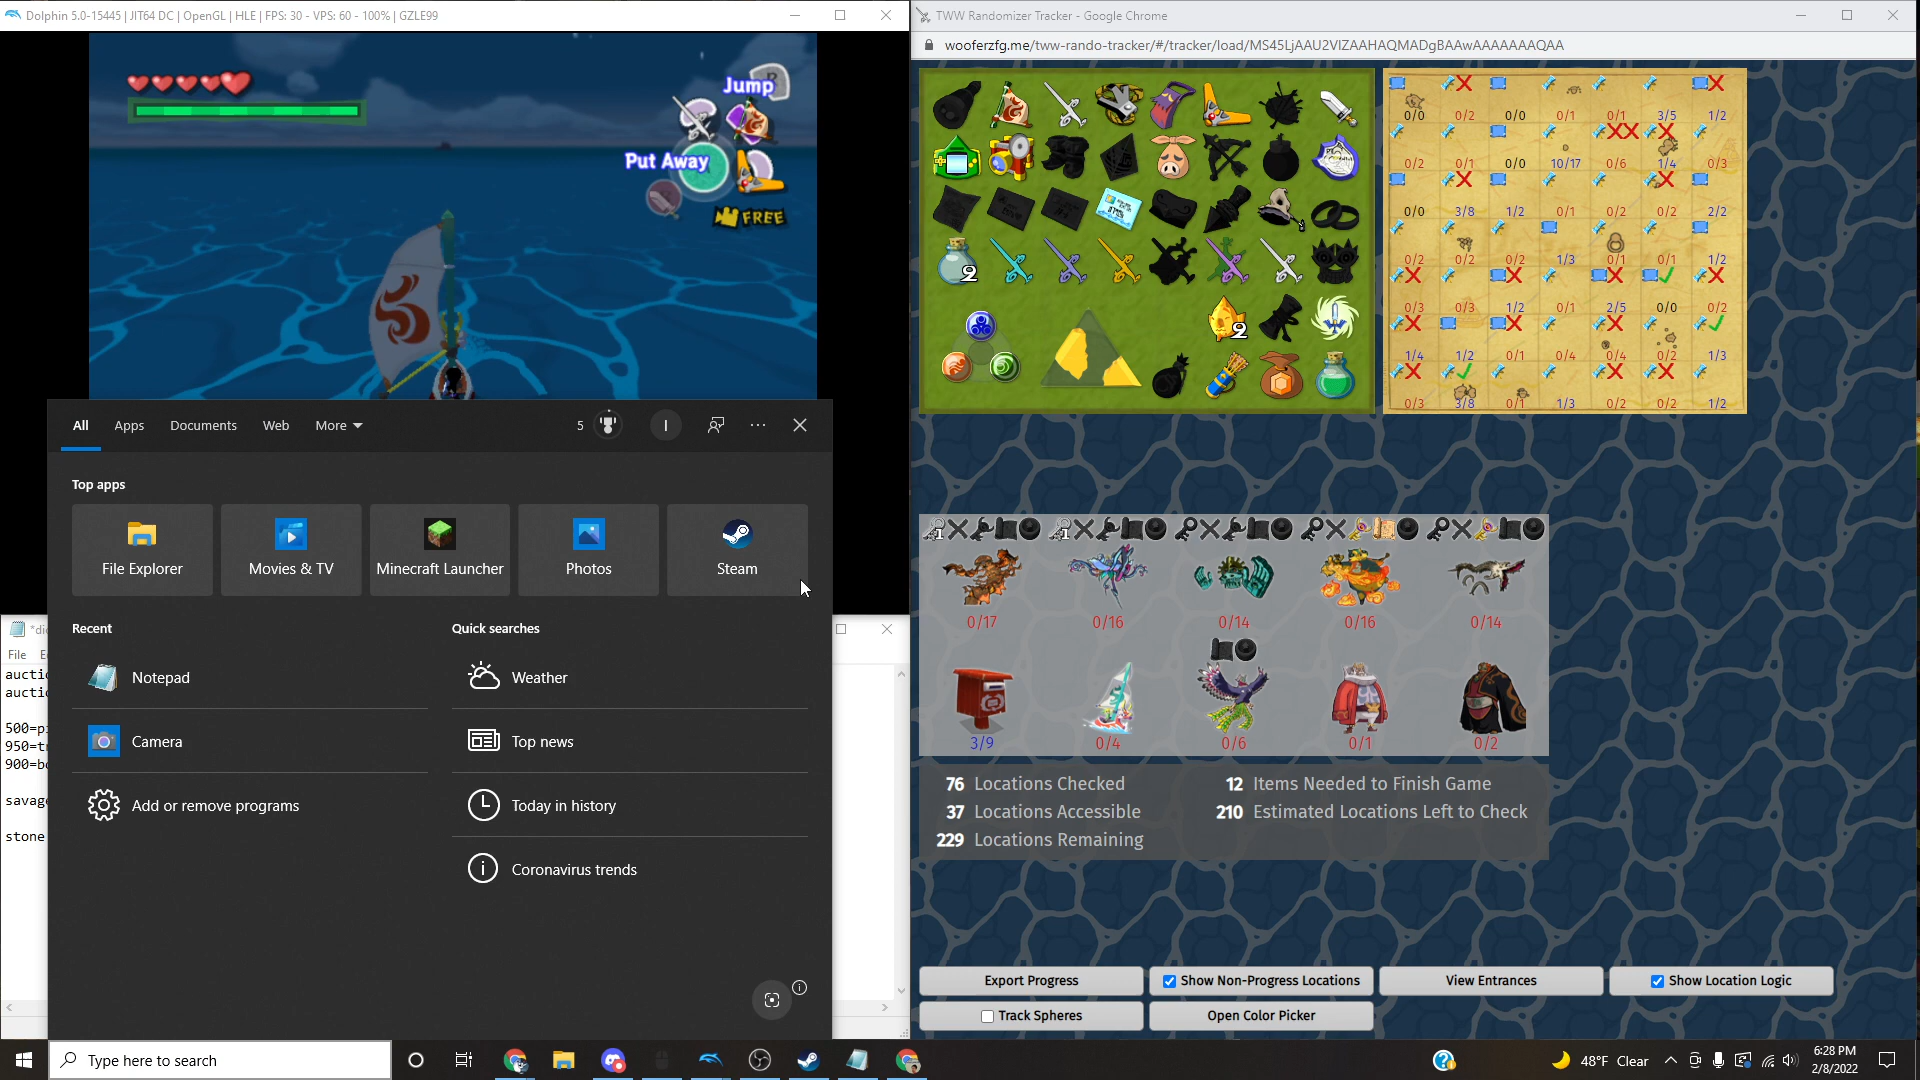 Dolphin 5.0-15445 | JIT64 DC | OpenGL | HLE | FPS: 30 - VPS: 60 - 100% | GZLE99
Jump
R
Put Away
FREE
All
Apps
Documents
Web
More
5
I
Top apps
File Explorer
Movies & TV
Minecraft Launcher
Photos
Steam
Recent
Quick searches
Notepad
Weather
Camera
Top news
Add or remove programs
Today in history
Coronavirus trends
File
500=
950=
900=
stone
Type here to search
TWW Randomizer Tracker - Google Chrome
wooferzfg.me/tww-rando-tracker/#/tracker/load/MS45LjAAU2VIZAAHAQMADgBAAwAAAAAAAQAA
2
2
0/0 0/2 0/0 0/1 0/1 3/5 1/2
0/2 0/1 0/0 10/17 0/6 1/4 0/3
0/0 3/8 1/2 0/1 0/2 0/2 2/2
0/2 0/2 0/2 1/3 0/1 0/1 1/2
0/3 0/3 1/2 0/1 2/5 0/0 0/2
1/4 1/2 0/1 0/4 0/4 0/2 1/3
0/3 3/8 0/1 1/3 0/2 0/2 1/2
1 1
0/17 0/16 0/14 0/16 0/14
3/9 0/4 0/6 0/1 0/2
76 Locations Checked
12 Items Needed to Finish Game
37 Locations Accessible
210 Estimated Locations Left to Check
229 Locations Remaining
Export Progress
Show Non-Progress Locations
View Entrances
Show Location Logic
Track Spheres
Open Color Picker
48°F Clear
6:28 PM
2/8/2022